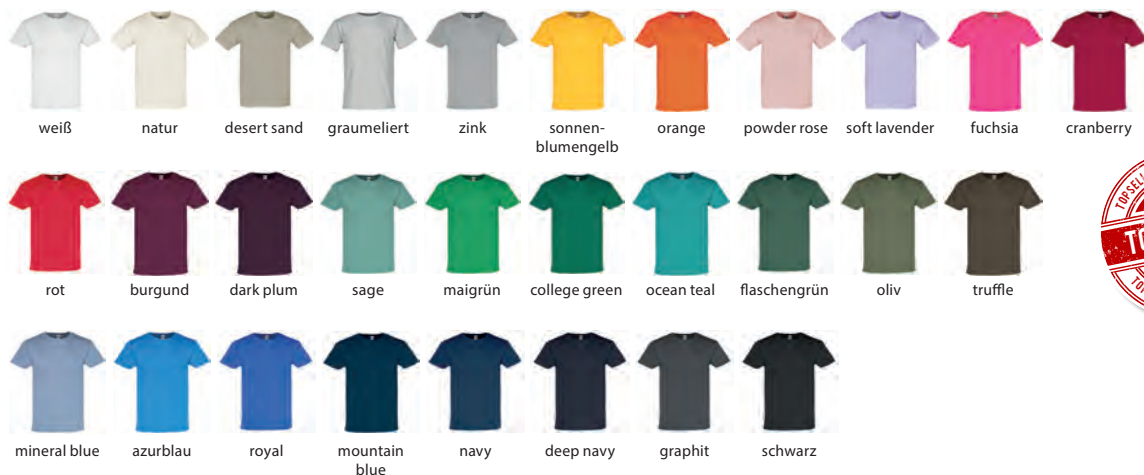 weiß
natur
desert sand
graumeliert
zink
sonnen-
blumengelb
orange
powder rose
soft lavender
fuchsia
cranberry
rot
burgund
dark plum
sage
maigrün
college green
ocean teal
flaschengrün
oliv
truffle
mineral blue
azurblau
royal
mountain
blue
navy
deep navy
graphit
schwarz